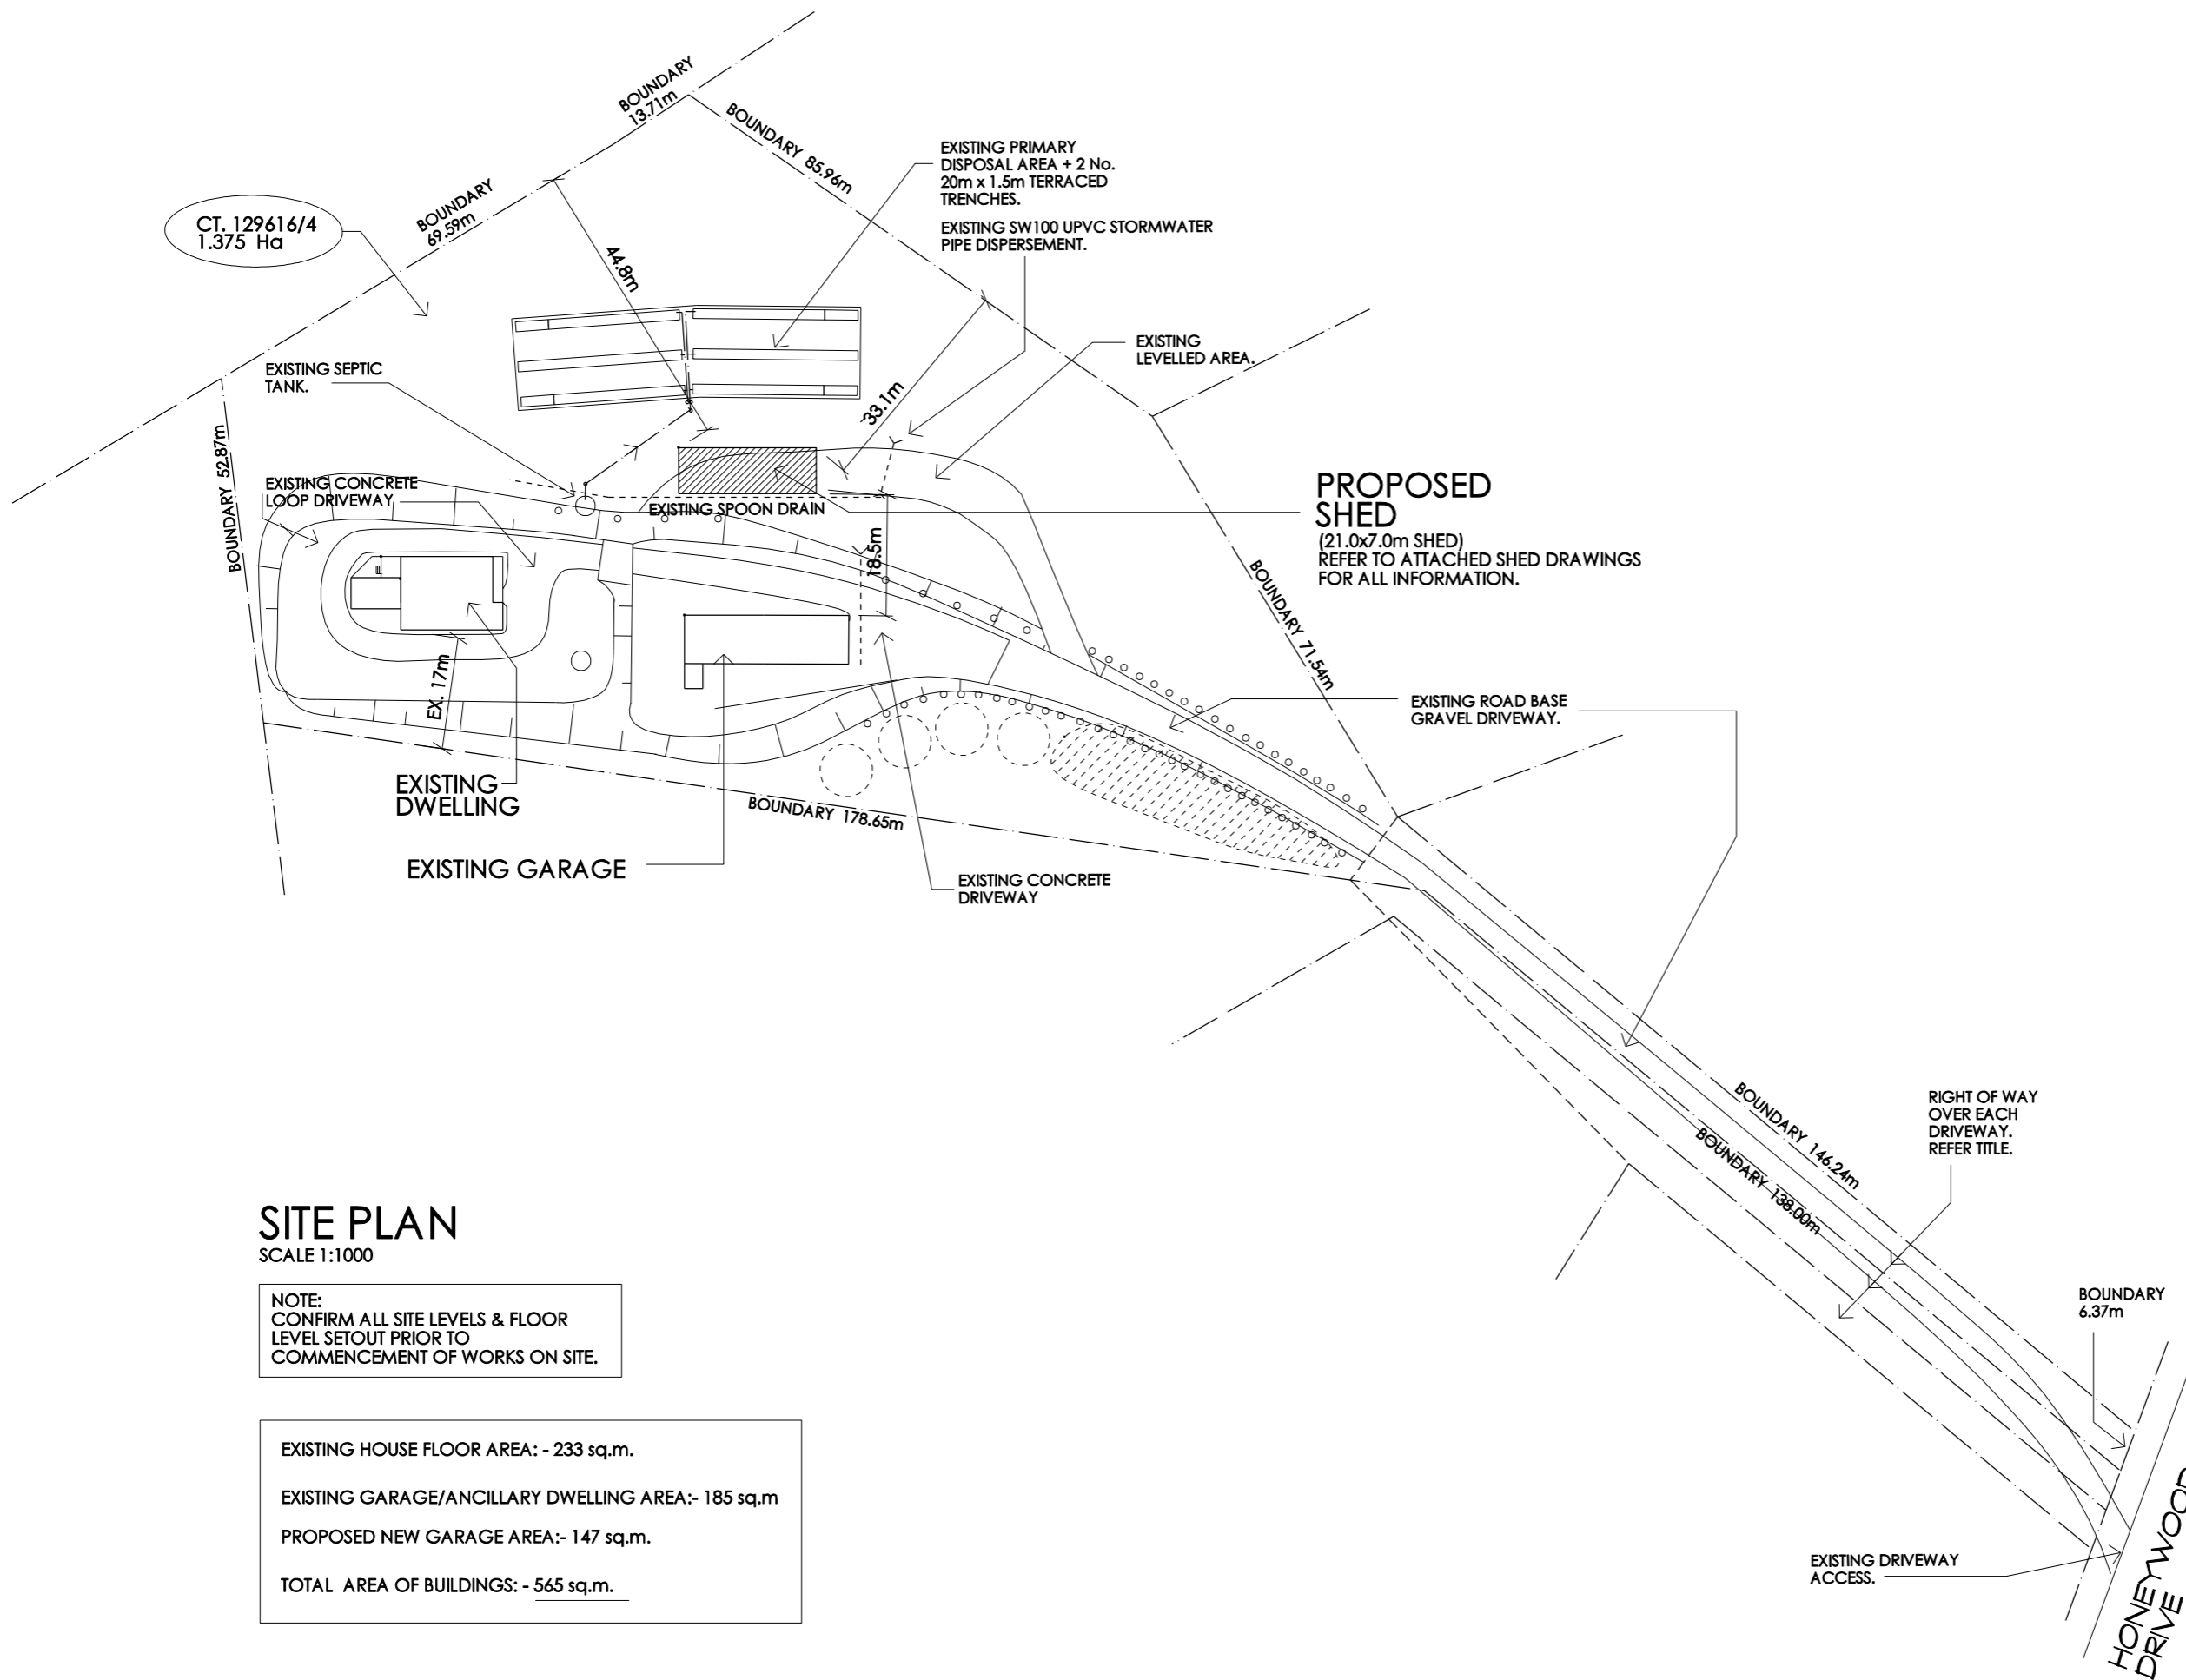 BOUNDARY
13.71m
BOUNDARY 85.96m
EXISTING PRIMARY
DISPOSAL AREA + 2 No.
20m x 1.5m TERRACED
TRENCHES.
BOUNDARY
69.59m
CT. 129616/4
1.375 Ha
EXISTING SW100 UPVC STORMWATER
PIPE DISPERSEMENT.
44.8m
EXISTING
LEVELLED AREA.
EXISTING SEPTIC
TANK.
33.1m
BOUNDARY 52.87m
EXISTING CONCRETE
LOOP DRIVEWAY
EXISTING SPOON DRAIN
PROPOSED
SHED
(21.0x7.0m SHED)
REFER TO ATTACHED SHED DRAWINGS
FOR ALL INFORMATION.
18.5m
BOUNDARY 71.54m
EX. 17m
EXISTING ROAD BASE
GRAVEL DRIVEWAY.
EXISTING
DWELLING
BOUNDARY 178.65m
EXISTING GARAGE
EXISTING CONCRETE
DRIVEWAY
BOUNDARY 146.24m
RIGHT OF WAY
OVER EACH
DRIVEWAY.
REFER TITLE.
BOUNDARY 138.00m
SITE PLAN
SCALE 1:1000
NOTE:
CONFIRM ALL SITE LEVELS & FLOOR
LEVEL SETOUT PRIOR TO
COMMENCEMENT OF WORKS ON SITE.
BOUNDARY
6.37m
EXISTING HOUSE FLOOR AREA: - 233 sq.m.
EXISTING GARAGE/ANCILLARY DWELLING AREA:- 185 sq.m
PROPOSED NEW GARAGE AREA:- 147 sq.m.
TOTAL AREA OF BUILDINGS: - 565 sq.m.
EXISTING DRIVEWAY
ACCESS.
HONEYWOOD
DRIVE